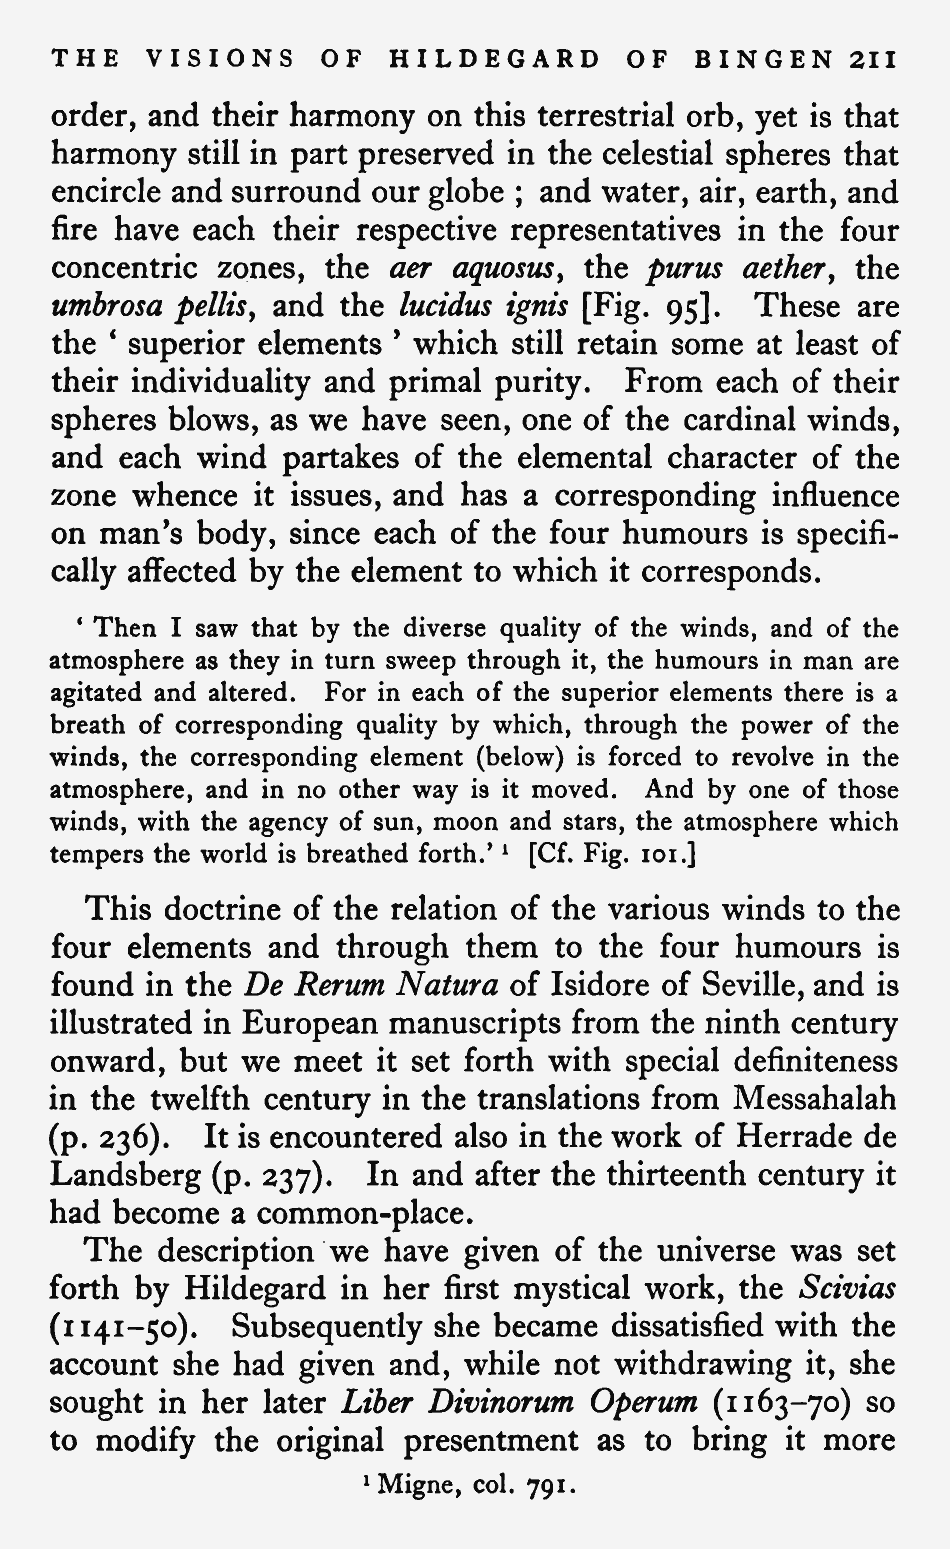 THE VISIONS OF HILDEGARD OF BINGEN 211
order, and their harmony on this terrestrial orb, yet is that
harmony still in part preserved in the celestial spheres that
encircle and surround our globe ; and water, air, earth, and
fire have each their respective representatives in the four
concentric zones, the aer aquosus, the purus aether, the
umbrosa pellis, and the lucidus ignis [Fig. 95]. These are
the ‘ superior elements ’ which still retain some at least of
their individuality and primal purity. From each of their
spheres blows, as we have seen, one of the cardinal winds,
and each wind partakes of the elemental character of the
zone whence it issues, and has a corresponding influence
on man's body, since each of the four humours is specifi-
cally affected by the element to which it corresponds.
‘ Then I saw that by the diverse quality of the winds, and of the
atmosphere as they in turn sweep through it, the humours in man are
agitated and altered. For in each of the superior elements there is a
breath of corresponding quality by which, through the power of the
winds, the corresponding element (below) is forced to revolve in the
atmosphere, and in no other way is it moved. And by one of those
winds, with the agency of sun, moon and stars, the atmosphere which
tempers the world is breathed forth.’ ¹ [Cf. Fig. 101.]
This doctrine of the relation of the various winds to the
four elements and through them to the four humours is
found in the De Rerum Natura of Isidore of Seville, and is
illustrated in European manuscripts from the ninth century
onward, but we meet it set forth with special definiteness
in the twelfth century in the translations from Messahalah
(p. 236). It is encountered also in the work of Herrade de
Landsberg (p. 237). In and after the thirteenth century it
had become a common-place.
The description we have given of the universe was set
forth by Hildegard in her first mystical work, the Scivias
(1141–50). Subsequently she became dissatisfied with the
account she had given and, while not withdrawing it, she
sought in her later Liber Divinorum Operum (1163–70) so
to modify the original presentment as to bring it more
¹ Migne, col. 791.